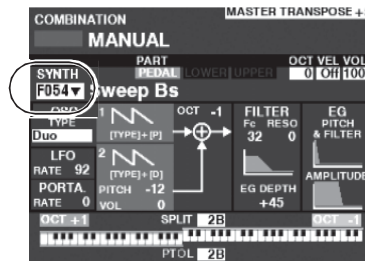 COMBINATION
MASTER TRANSPOSE +
MANUAL
SYNTH
PART
OCT VEL VOL
PEDAL LOWER UPPER
0 Off 100
F054▼ Sweep Bs
OSC
TYPE
Duo
1
[TYPE]+[P]
OCT -1
FILTER
Fc RESO
32 0
EG
PITCH
& FILTER
LFO
RATE 92
2
[TYPE]+[D]
PITCH -12
VOL 0
EG DEPTH
+45
AMPLITUDE
PORTA.
RATE 0
OCT +1
SPLIT 2B
OCT -1
PTOL 2B